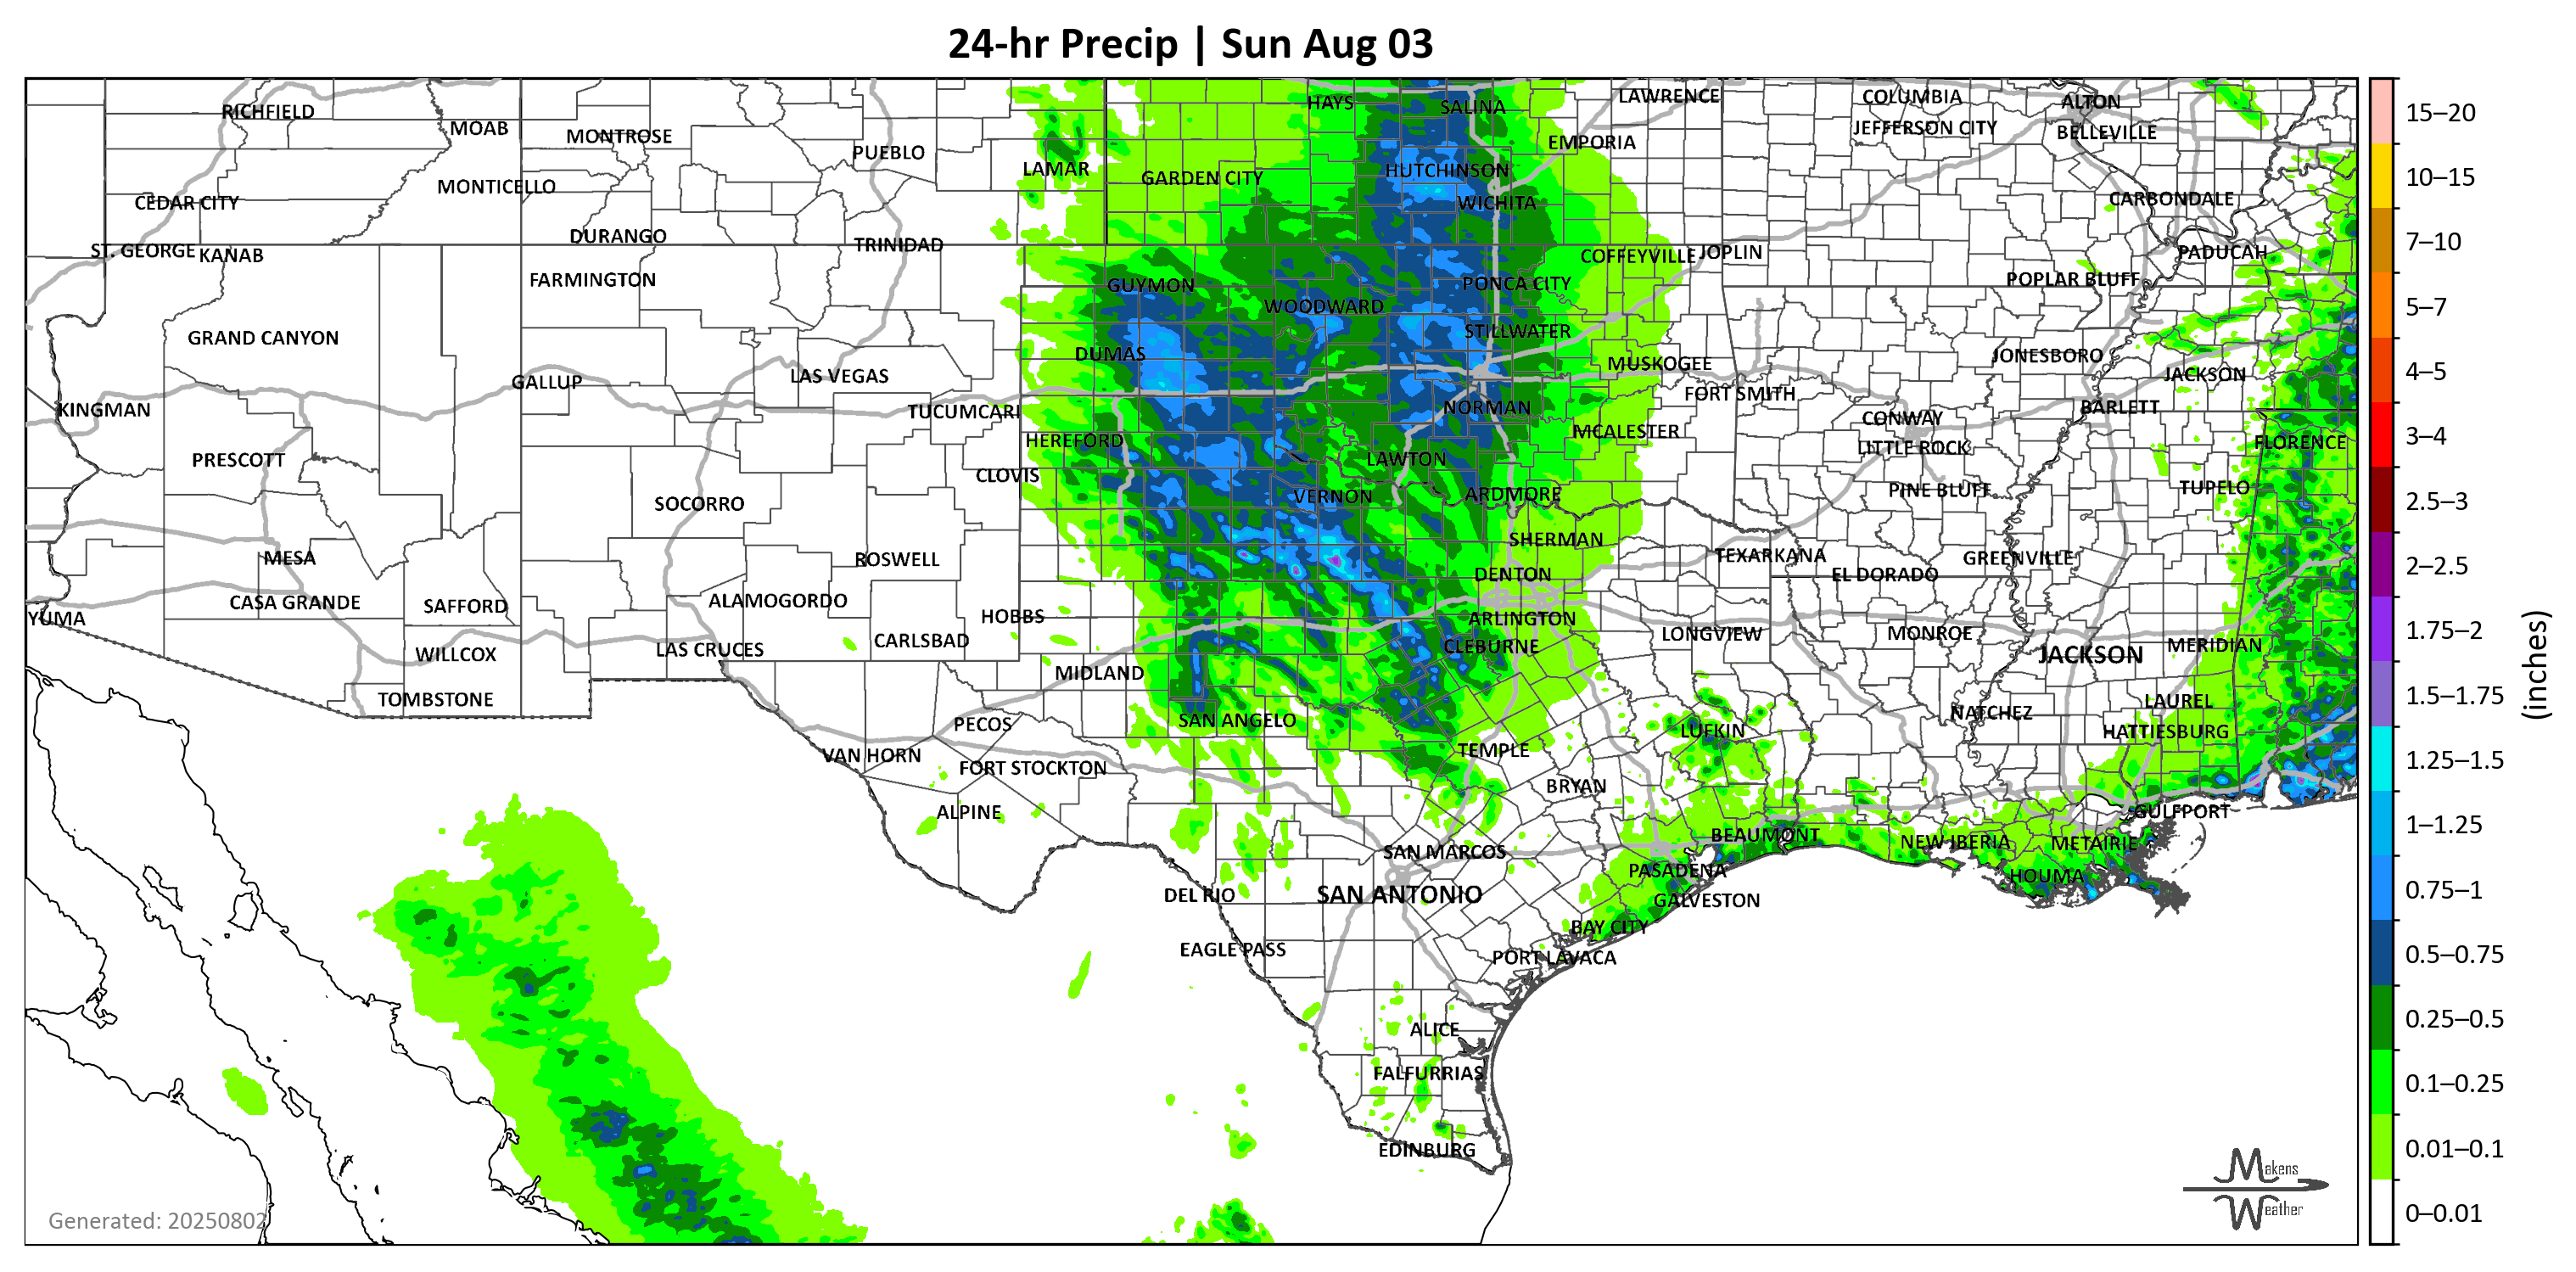 24-hr Precip | Sun Aug 03
RICHFIELD
MOAB
MONTROSE
PUEBLO
LAMAR
HAYS
SALINA
LAWRENCE
COLUMBIA
ALTON
EMPORIA
JEFFERSON CITY
BELLEVILLE
CEDAR CITY
MONTICELLO
GARDEN CITY
HUTCHINSON
WICHITA
CARBONDALE
ST. GEORGE
KANAB
DURANGO
TRINIDAD
COFFEYVILLE
JOPLIN
PADUCAH
FARMINGTON
GUYMON
WOODWARD
PONCA CITY
POPLAR BLUFF
GRAND CANYON
DUMAS
STILLWATER
JONESBORO
GALLUP
LAS VEGAS
MUSKOGEE
JACKSON
KINGMAN
TUCUMCARI
NORMAN
FORT SMITH
CONWAY
BARLETT
PRESCOTT
HEREFORD
LAWTON
MCALESTER
LITTLE ROCK
FLORENCE
SOCORRO
CLOVIS
VERNON
ARDMORE
PINE BLUFF
TUPELO
MESA
ROSWELL
SHERMAN
TEXARKANA
GREENVILLE
CASA GRANDE
SAFFORD
ALAMOGORDO
DENTON
EL DORADO
YUMA
HOBBS
ARLINGTON
WILLCOX
LAS CRUCES
CARLSBAD
CLEBURNE
LONGVIEW
MONROE
JACKSON
MERIDIAN
TOMBSTONE
MIDLAND
LAUREL
PECOS
SAN ANGELO
LUFKIN
NATCHEZ
HATTIESBURG
VAN HORN
FORT STOCKTON
TEMPLE
ALPINE
BRYAN
GULFPORT
SAN MARCOS
BEAUMONT
NEW IBERIA
METAIRIE
DEL RIO
SAN ANTONIO
PASADENA
GALVESTON
HOUMA
EAGLE PASS
BAY CITY
PORT LAVACA
ALICE
FALFURRIAS
EDINBURG
Generated: 20250802
Makens
Weather
15–20
10–15
7–10
5–7
4–5
3–4
2.5–3
2–2.5
1.75–2
1.5–1.75
1.25–1.5
1–1.25
0.75–1
0.5–0.75
0.25–0.5
0.1–0.25
0.01–0.1
0–0.01
(inches)